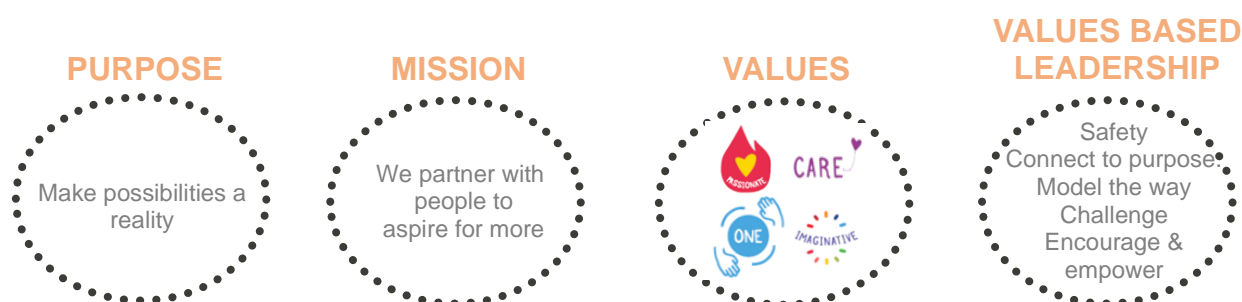 PURPOSE
Make possibilities a
reality
MISSION
We partner with
people to
aspire for more
VALUES
PASSIONATE
CARE
ONE
IMAGINATIVE
VALUES BASED
LEADERSHIP
Safety
Connect to purpose.
Model the way
Challenge
Encourage &
empower